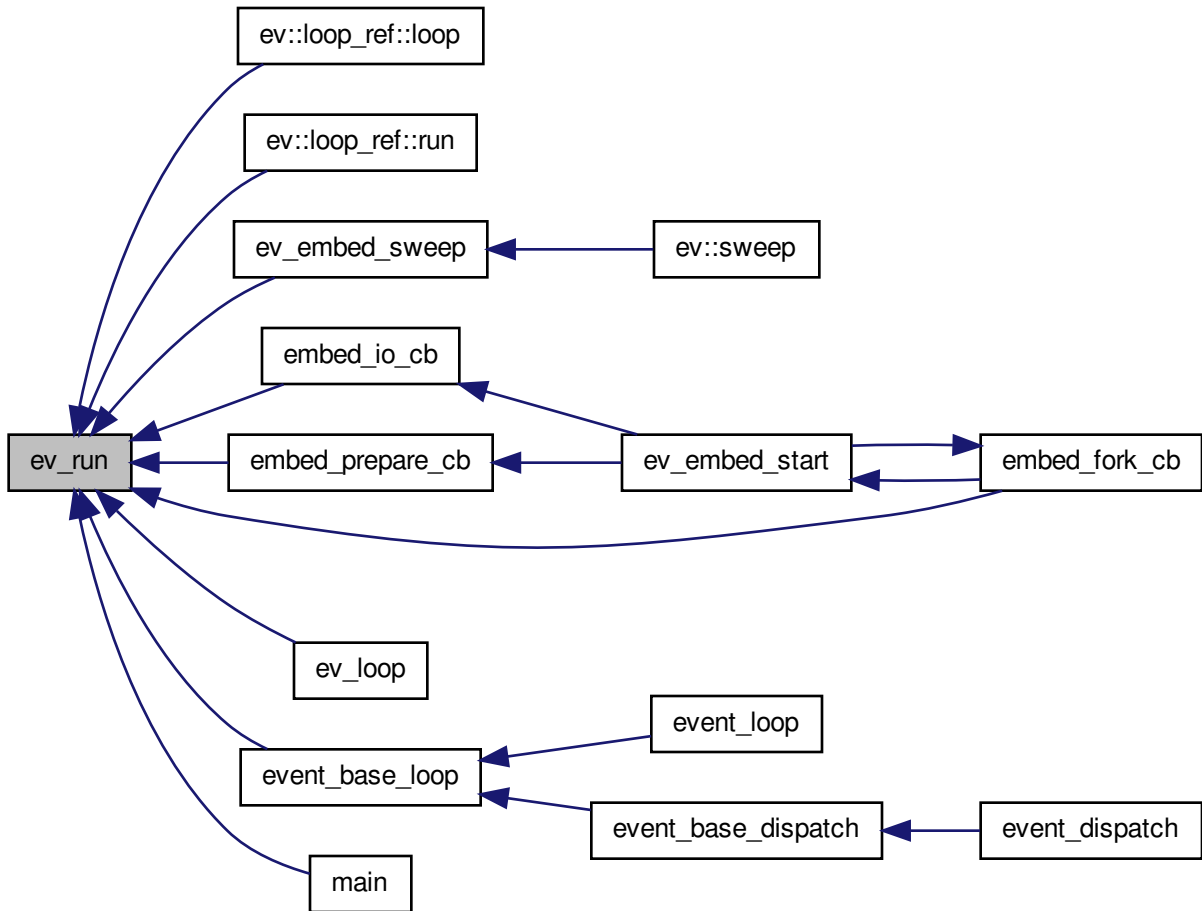 ev::loop_ref::loop
ev::loop_ref::run
ev_embed_sweep
ev::sweep
embed_io_cb
ev_run
embed_prepare_cb
ev_embed_start
embed_fork_cb
ev_loop
event_loop
event_base_loop
event_base_dispatch
event_dispatch
main